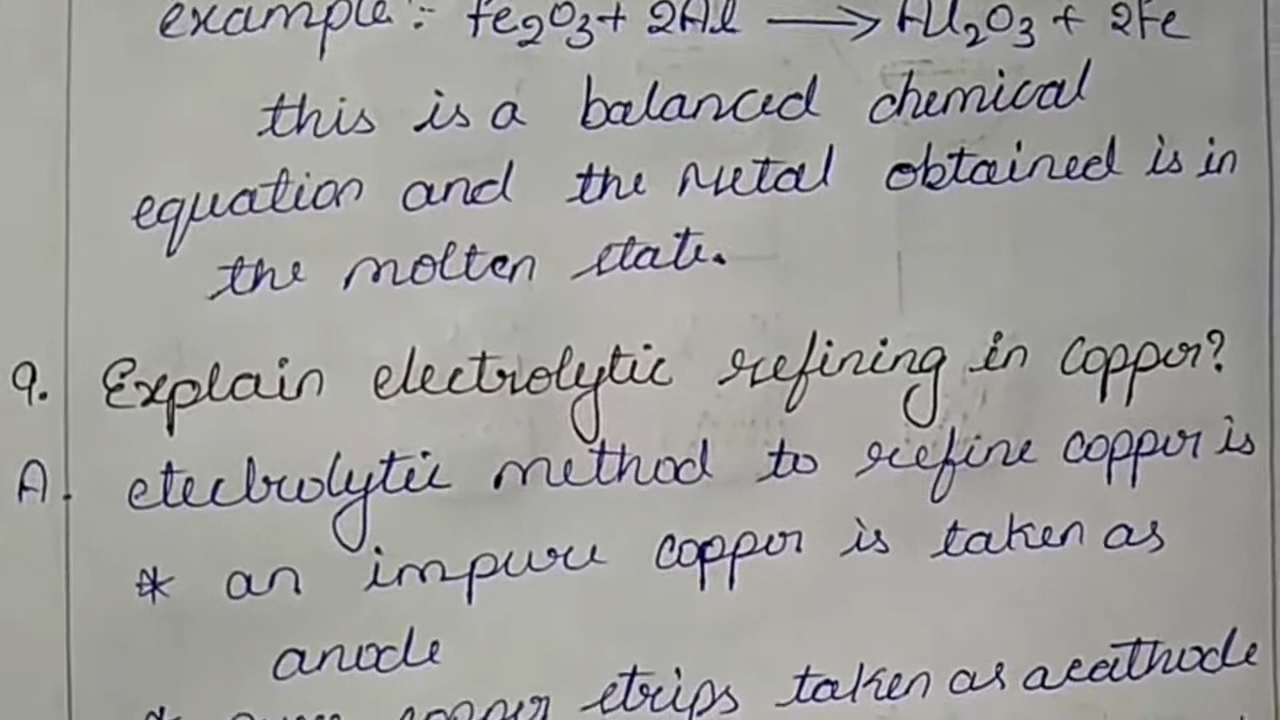 example:- Fe2O3 + 2Al ⟶ Al2O3 + 2Fe
this is a balanced chemical
equation and the metal obtained is in
the molten state.
9. Explain electrolytic refining in copper?
A. electrolytic method to refine copper is
* an impure copper is taken as
anode
* copper strips taken as a cathode